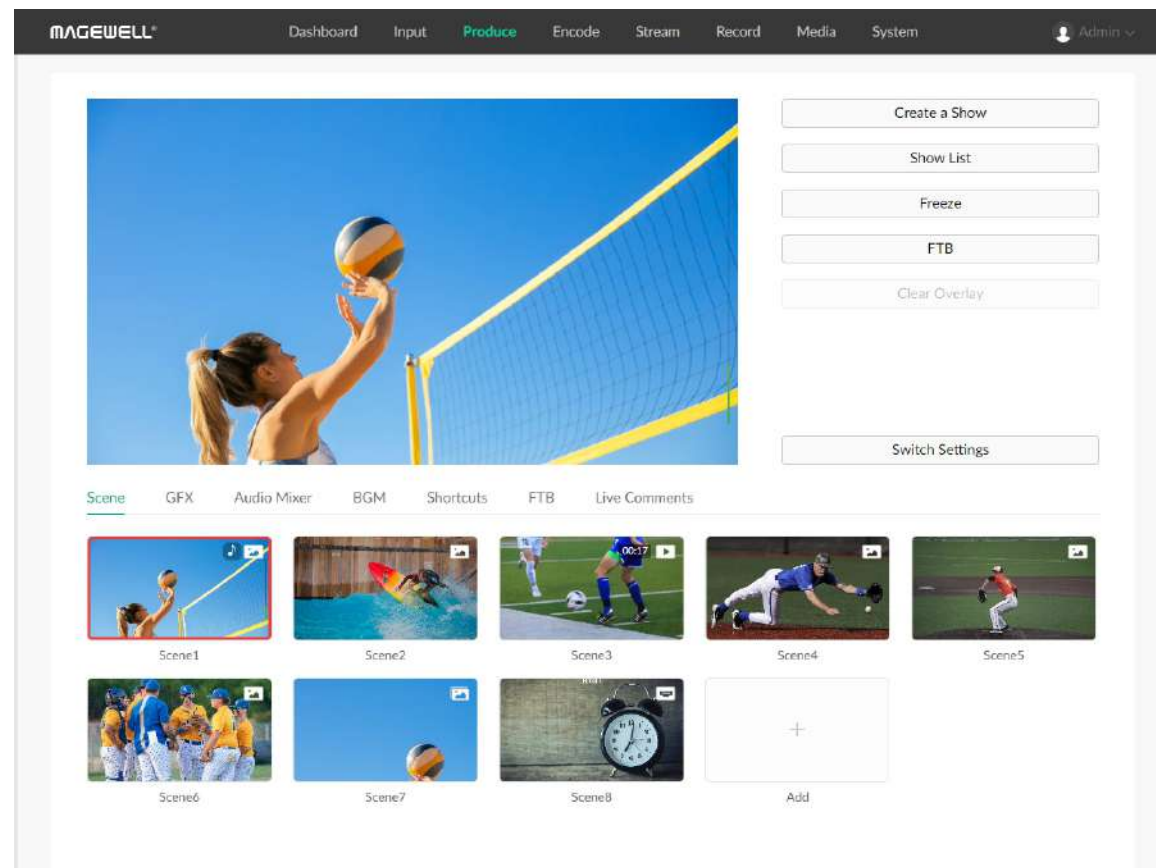 MAGEWELL®
Dashboard Input Produce Encode Stream Record Media System Admin
Create a Show
Show List
Freeze
FTB
Clear Overlay
Switch Settings
Scene GFX Audio Mixer BGM Shortcuts FTB Live Comments
00:17
Scene1 Scene2 Scene3 Scene4 Scene5
Scene6 Scene7 Scene8 Add